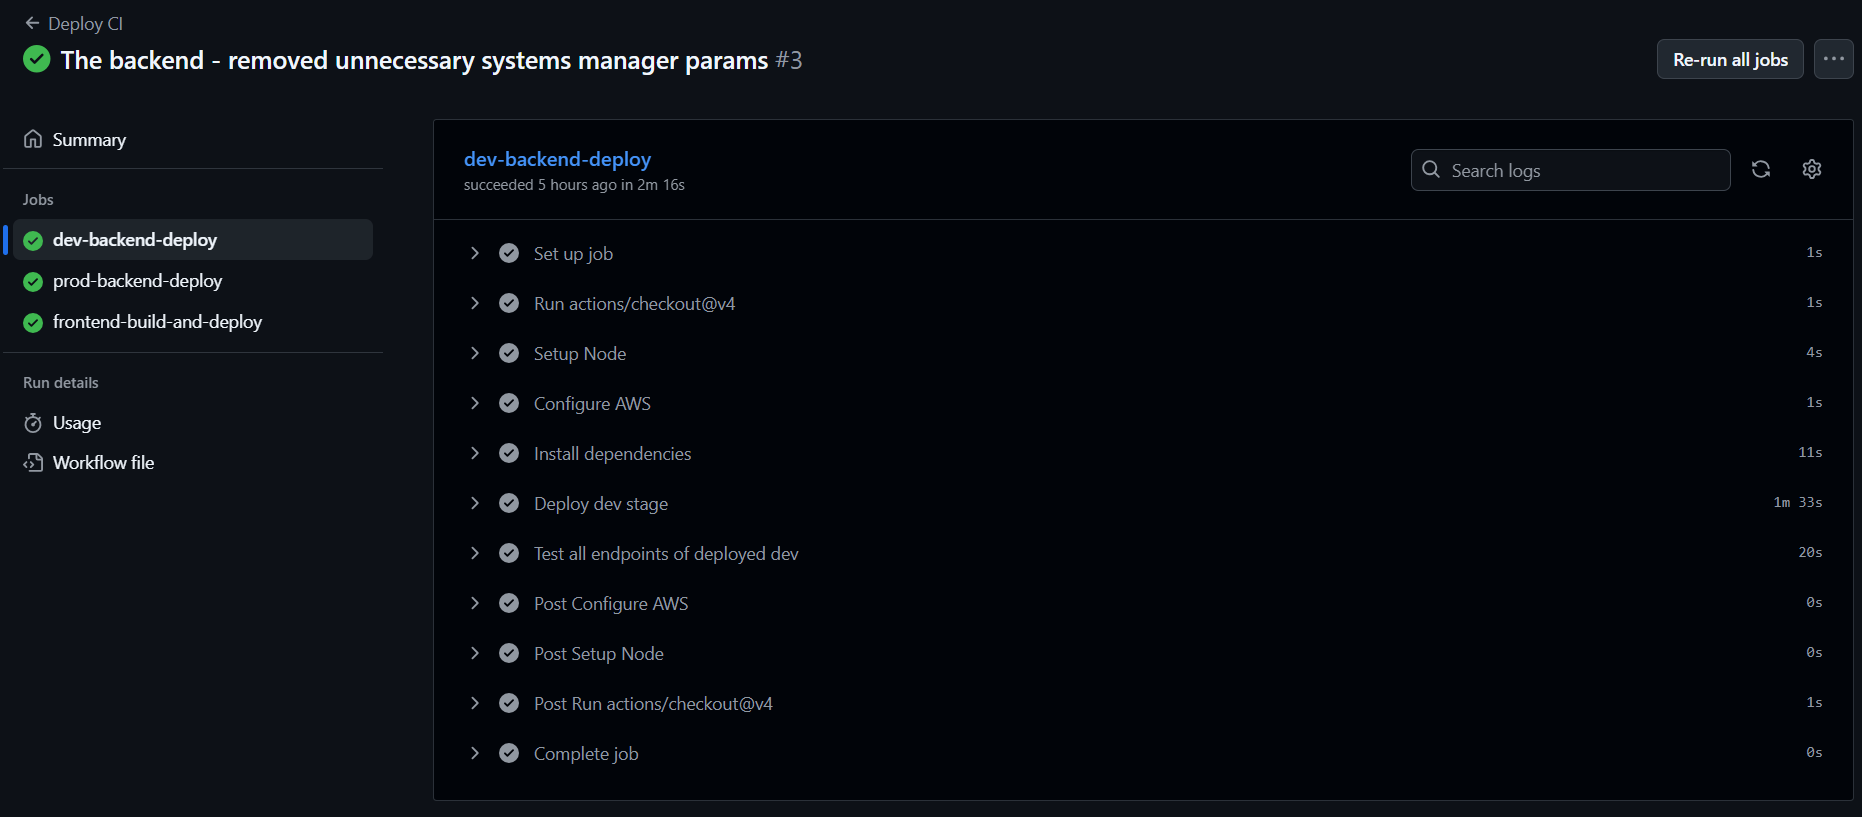 Deploy CI
The backend - removed unnecessary systems manager params #3
Re-run all jobs
Summary
Jobs
dev-backend-deploy
prod-backend-deploy
frontend-build-and-deploy
Run details
Usage
Workflow file
dev-backend-deploy
succeeded 5 hours ago in 2m 16s
Search logs
Set up job 1s
Run actions/checkout@v4 1s
Setup Node 4s
Configure AWS 1s
Install dependencies 11s
Deploy dev stage 1m 33s
Test all endpoints of deployed dev 20s
Post Configure AWS 0s
Post Setup Node 0s
Post Run actions/checkout@v4 1s
Complete job 0s